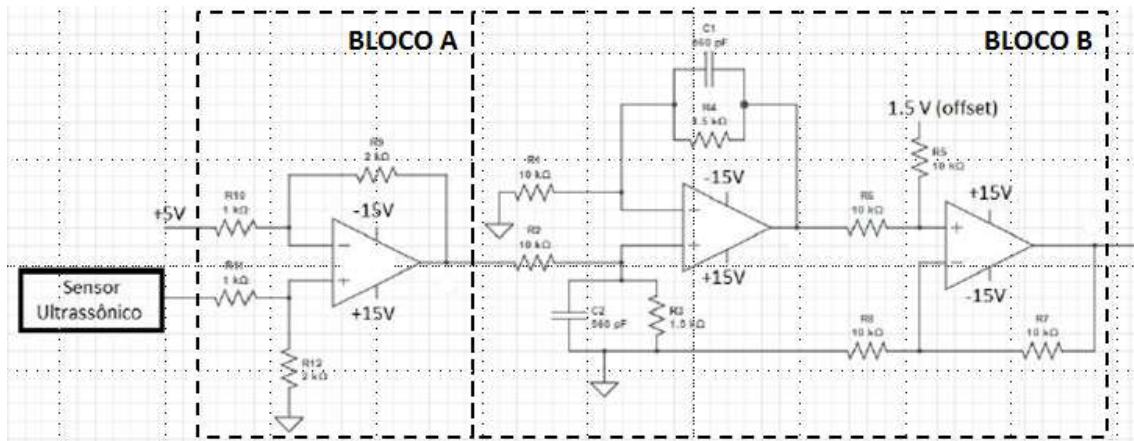 BLOCO A
BLOCO B
C1
560 pF
R4
1.5 kΩ
1.5 V (offset)
R5
10 kΩ
R9
2 kΩ
R1
10 kΩ
-15V
+15V
R10
1 kΩ
+5V
-15V
R6
10 kΩ
R2
10 kΩ
R11
1 kΩ
Sensor
Ultrassônico
+15V
+15V
-15V
C2
560 pF
R3
1.5 kΩ
R8
10 kΩ
R7
10 kΩ
R12
2 kΩ